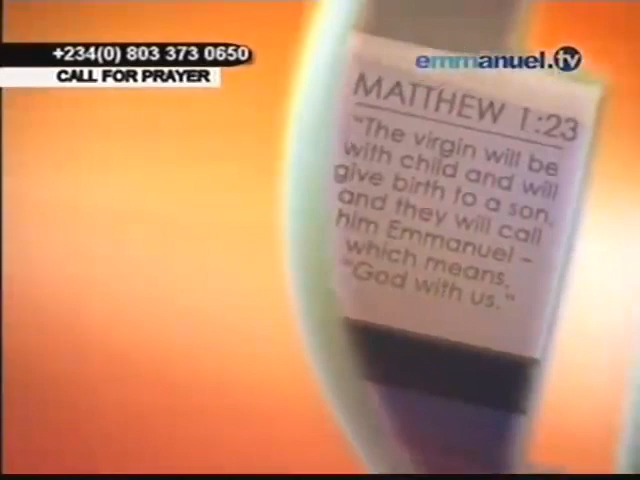 +234(0) 803 373 0650
CALL FOR PRAYER
emmanuel.tv
MATTHEW 1:23
"The virgin will be
with child and will
give birth to a son,
and they will call
him Emmanuel –
which means,
"God with us."